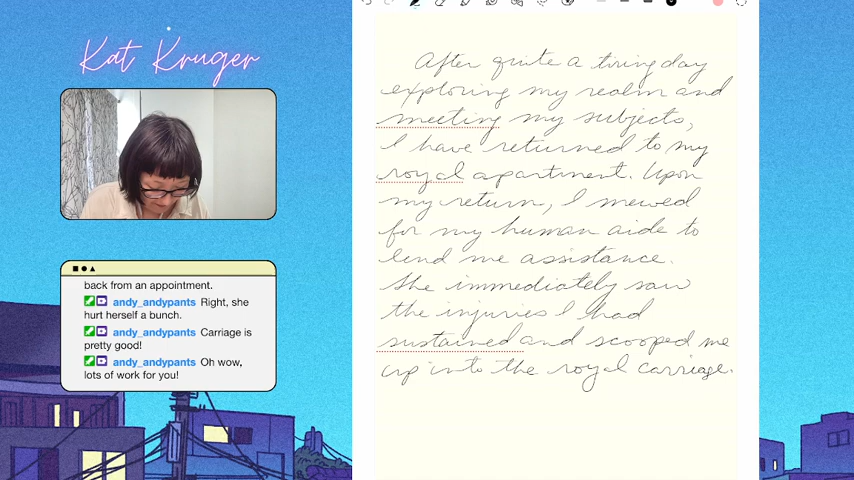 Kat Kruger
back from an appointment.
andy_andypants Right, she
hurt herself a bunch.
andy_andypants Carriage is
pretty good!
andy_andypants Oh wow,
lots of work for you!
After quite a tiring day
exploring my realm and
meeting my subjects,
I have returned to my
royal apartment. Upon
my return, I mewed
for my human aide to
lend me assistance.
She immediately saw
the injuries I had
sustained and scooped me
up into the royal carriage.